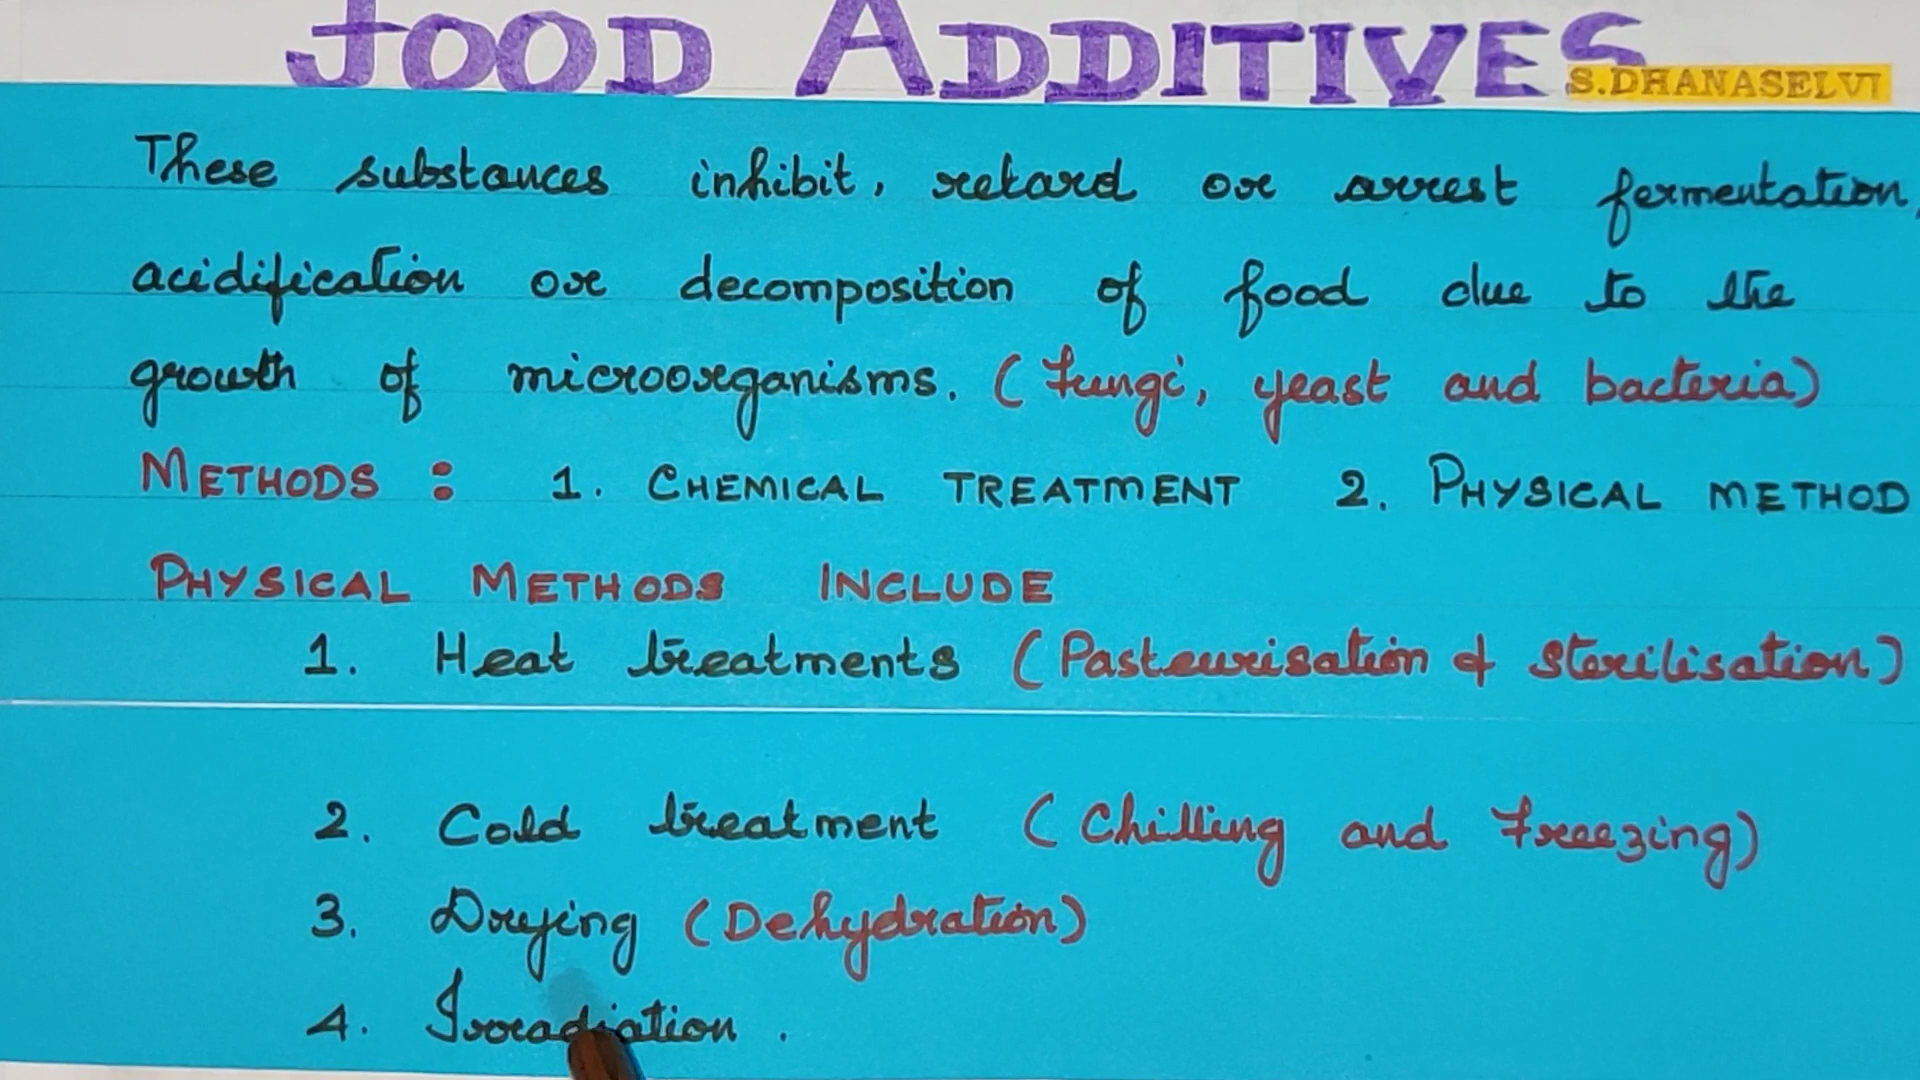 FOOD ADDITIVES
S.DHANASELVI
These substances inhibit, retard or arrest fermentation,
acidification or decomposition of food due to the
growth of microorganisms. (Fungi, yeast and bacteria)
METHODS : 1. CHEMICAL TREATMENT 2. PHYSICAL METHOD
PHYSICAL METHODS INCLUDE
1. Heat treatments (Pasteurisation & Sterilisation)
2. Cold treatment (Chilling and Freezing)
3. Drying (Dehydration)
4. Irradiation.